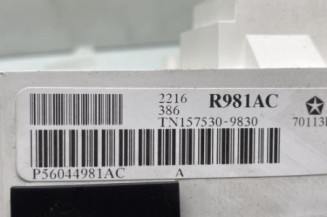 2216 R981AC
386
TN157530-9830 70113
P56044981AC A